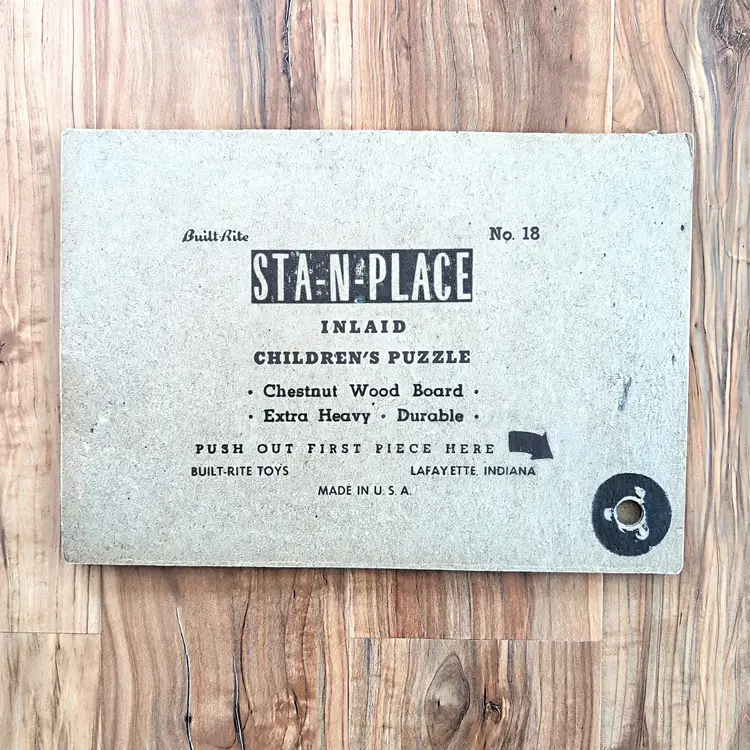 Built-Rite No. 18
STA-N-PLACE
INLAID
CHILDREN'S PUZZLE
• Chestnut Wood Board •
• Extra Heavy • Durable •
PUSH OUT FIRST PIECE HERE
BUILT-RITE TOYS LAFAYETTE, INDIANA
MADE IN U. S. A.